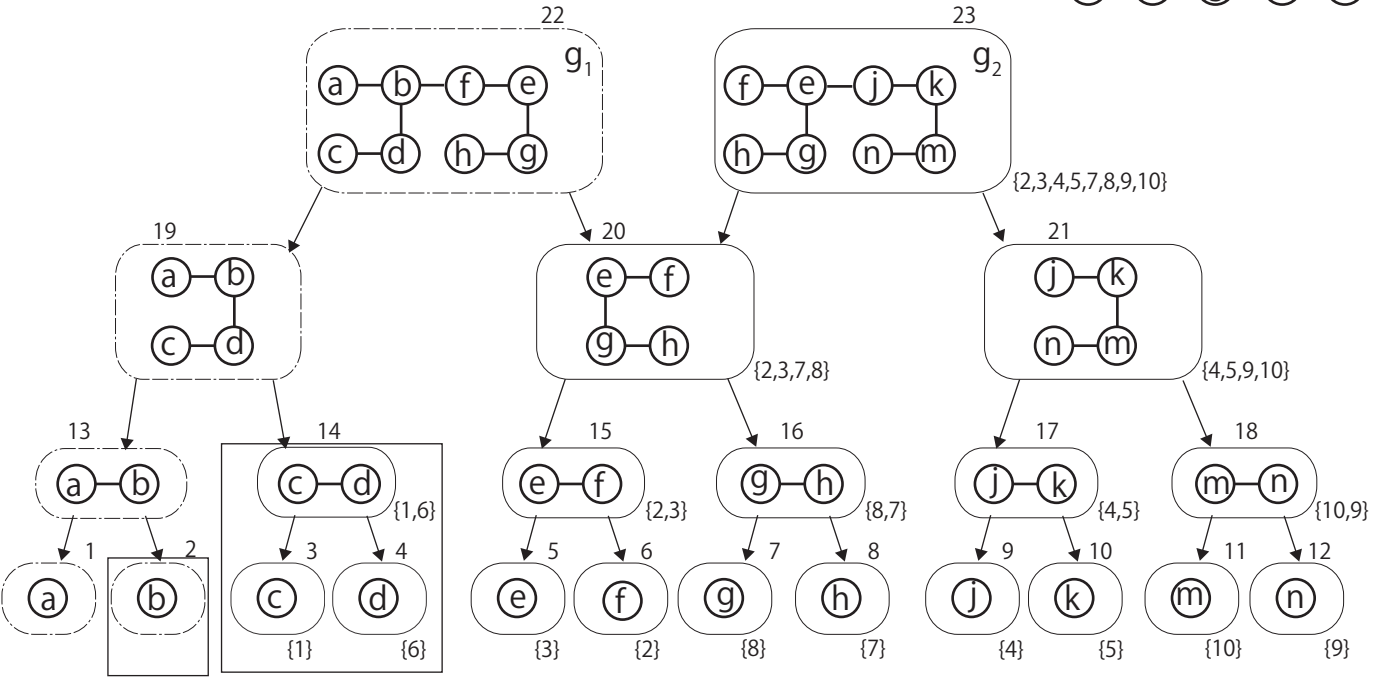 22 23
g1 g2
a b f e f e j k
c d h g h g n m
{2,3,4,5,7,8,9,10}
19 20 21
a b e f j k
c d g h n m
{2,3,7,8} {4,5,9,10}
13 14 15 16 17 18
a b c d e f g h j k m n
{1,6} {2,3} {8,7} {4,5} {10,9}
1 2 3 4 5 6 7 8 9 10 11 12
a b c d e f g h j k m n
{1} {6} {3} {2} {8} {7} {4} {5} {10} {9}